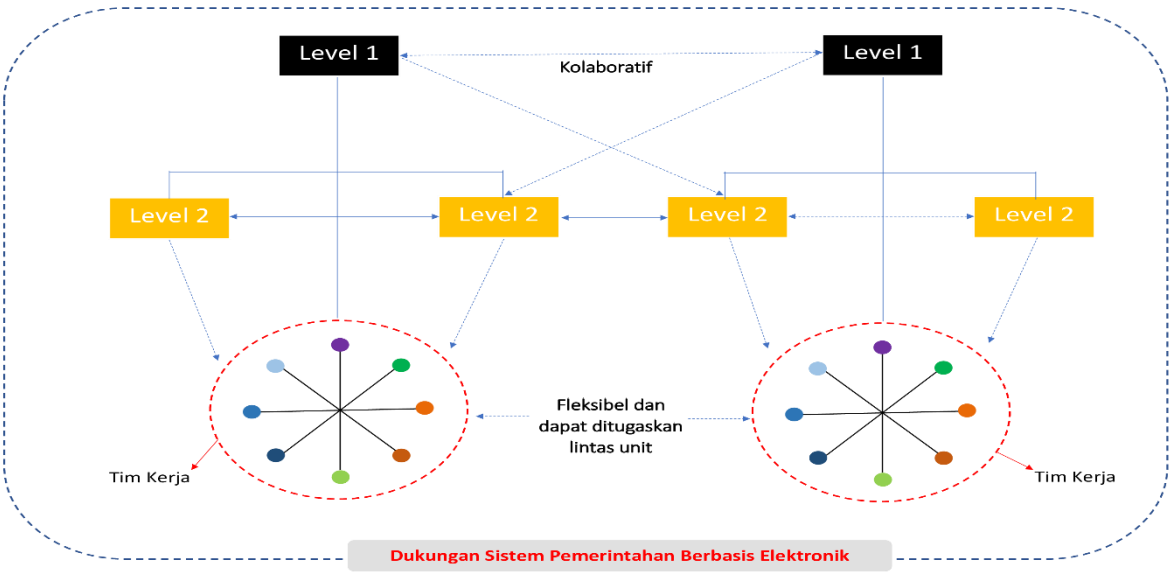 Level 1
Level 1
Kolaboratif
Level 2
Level 2
Level 2
Level 2
Fleksibel dan
dapat ditugaskan
lintas unit
Tim Kerja
Tim Kerja
Dukungan Sistem Pemerintahan Berbasis Elektronik